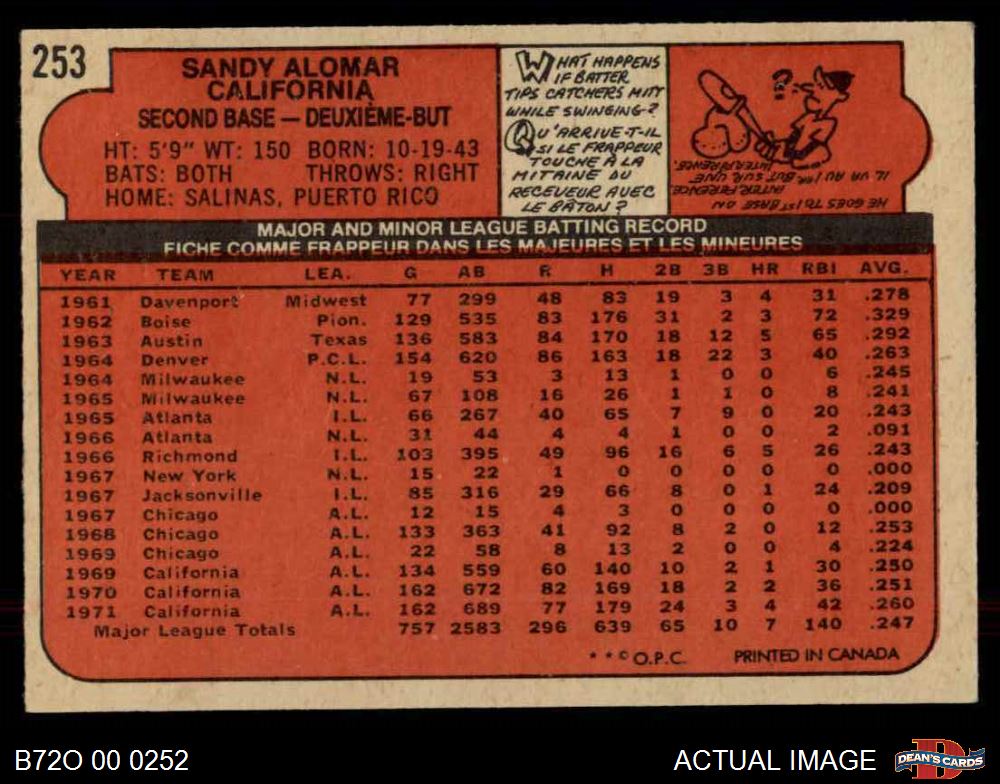 253
SANDY ALOMAR
CALIFORNIA
SECOND BASE — DEUXIÈME-BUT
HT: 5'9" WT: 150 BORN: 10-19-43
BATS: BOTH THROWS: RIGHT
HOME: SALINAS, PUERTO RICO
WHAT HAPPENS
IF BATTER
TIPS CATCHERS MITT
WHILE SWINGING?
QU'ARRIVE-T-IL
SI LE FRAPPEUR
TOUCHE À LA
MITAINE DU
RECEVEUR AVEC
LE BÂTON?
HE GOES TO 1ST BASE ON
INTERFERENCE.
IL VA AU 1er BUT SUR UNE
INTERFERENCE.
MAJOR AND MINOR LEAGUE BATTING RECORD
FICHE COMME FRAPPEUR DANS LES MAJEURES ET LES MINEURES
YEAR TEAM LEA. G AB R H 2B 3B HR RBI AVG.
1961 Davenport Midwest 77 299 48 83 19 3 4 31 .278
1962 Boise Pion. 129 535 83 176 31 2 3 72 .329
1963 Austin Texas 136 583 84 170 18 12 5 65 .292
1964 Denver P.C.L. 154 620 86 163 18 22 3 40 .263
1964 Milwaukee N.L. 19 53 3 13 1 0 0 6 .245
1965 Milwaukee N.L. 67 108 16 26 1 1 0 8 .241
1965 Atlanta I.L. 66 267 40 65 7 9 0 20 .243
1966 Atlanta N.L. 31 44 4 4 1 0 0 2 .091
1966 Richmond I.L. 103 395 49 96 16 6 5 26 .243
1967 New York N.L. 15 22 1 0 0 0 0 0 .000
1967 Jacksonville I.L. 85 316 29 66 8 0 1 24 .209
1967 Chicago A.L. 12 15 4 3 0 0 0 0 .000
1968 Chicago A.L. 133 363 41 92 8 2 0 12 .253
1969 Chicago A.L. 22 58 8 13 2 0 0 4 .224
1969 California A.L. 134 559 60 140 10 2 1 30 .250
1970 California A.L. 162 672 82 169 18 2 2 36 .251
1971 California A.L. 162 689 77 179 24 3 4 42 .260
Major League Totals 757 2583 296 639 65 10 7 140 .247
* * © O.P.C. PRINTED IN CANADA
B72O 00 0252
ACTUAL IMAGE
D
DEAN'S CARDS